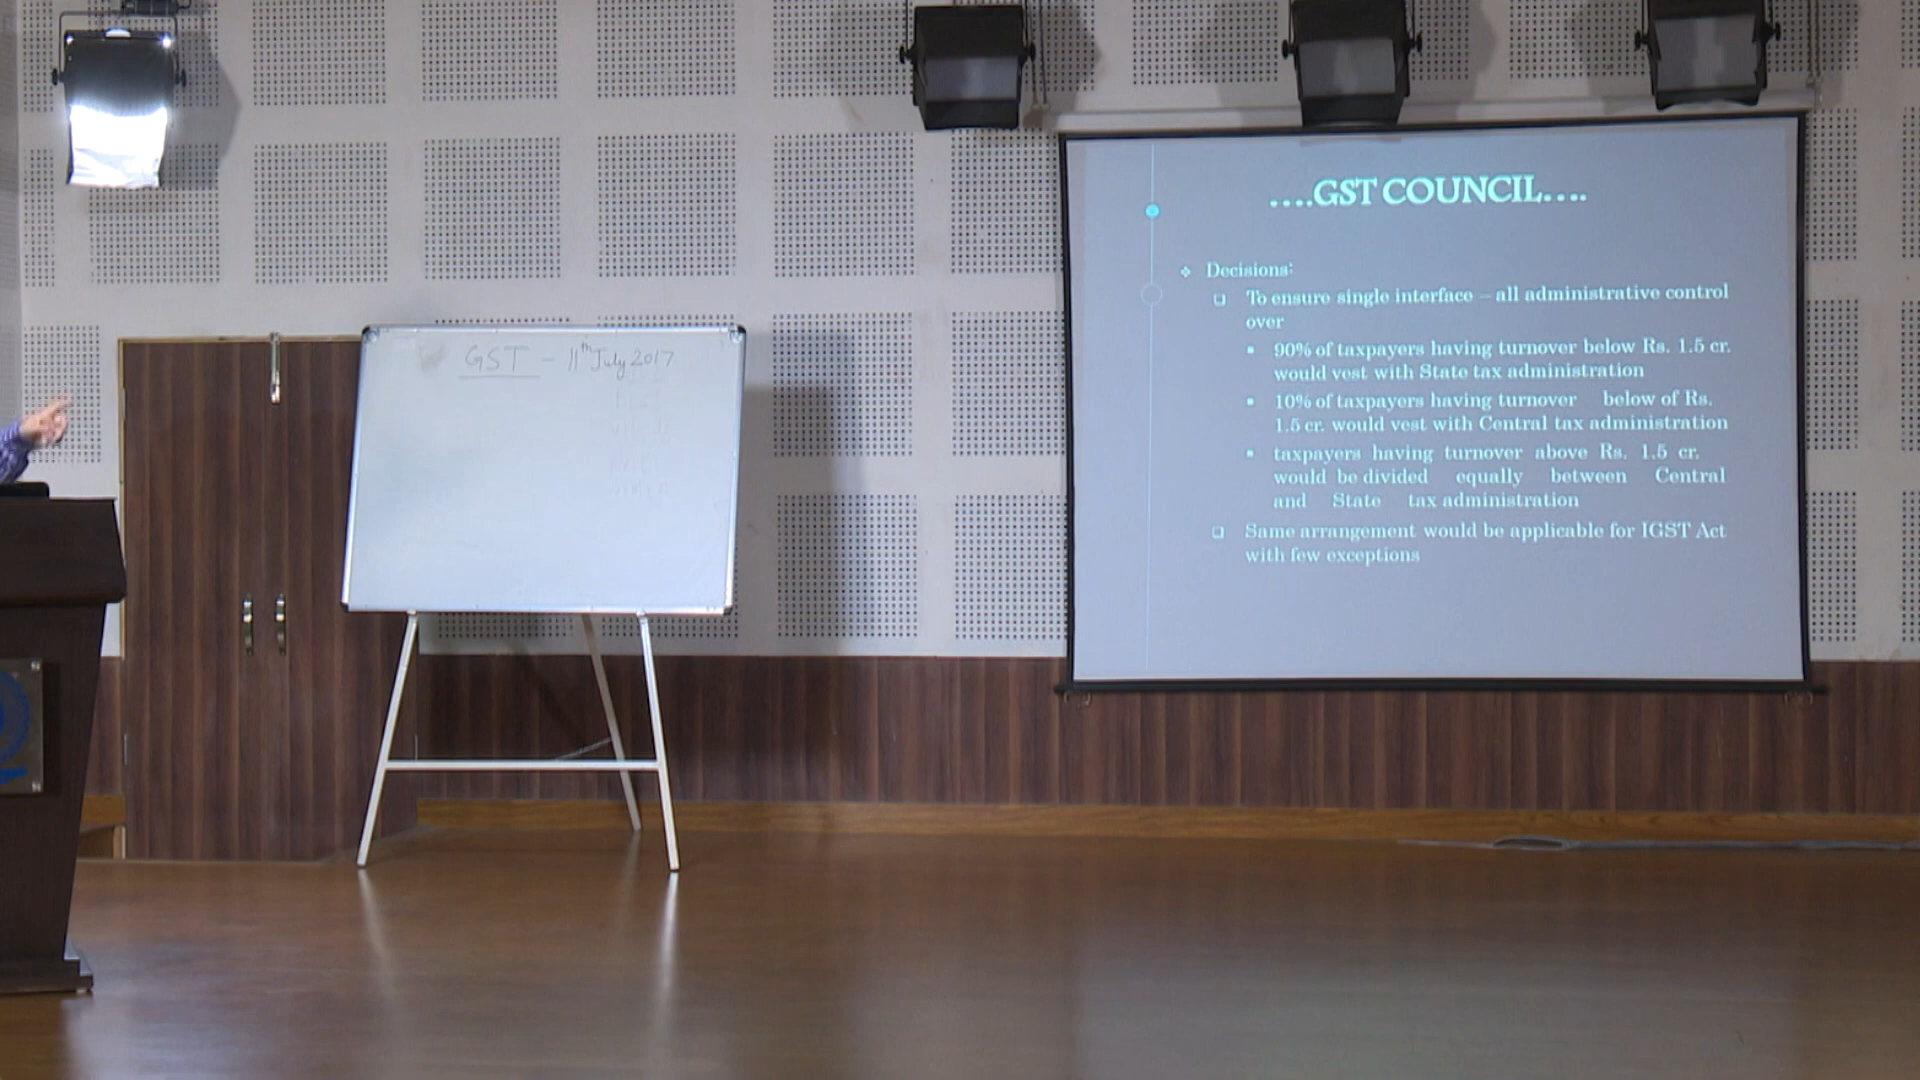 GST - 11th July 2017
....GST COUNCIL....
Decisions:
To ensure single interface – all administrative control
over
90% of taxpayers having turnover below Rs. 1.5 cr.
would vest with State tax administration
10% of taxpayers having turnover below of Rs.
1.5 cr. would vest with Central tax administration
taxpayers having turnover above Rs. 1.5 cr.
would be divided equally between Central
and State tax administration
Same arrangement would be applicable for IGST Act
with few exceptions